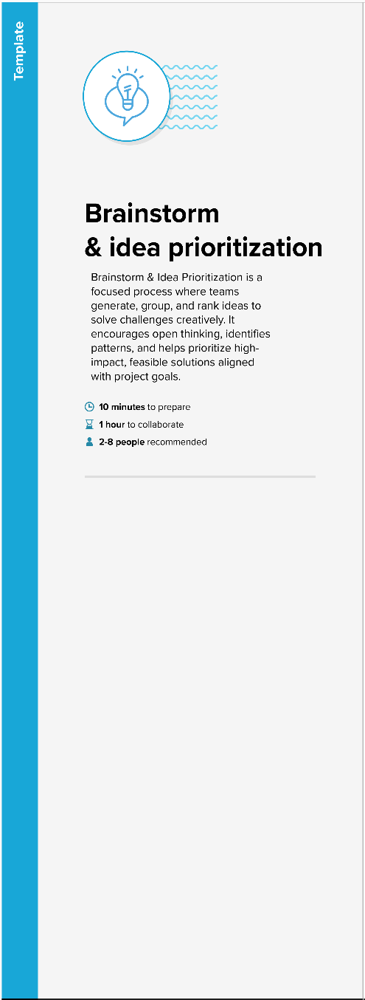 Template
Brainstorm
& idea prioritization
Brainstorm & Idea Prioritization is a
focused process where teams
generate, group, and rank ideas to
solve challenges creatively. It
encourages open thinking, identifies
patterns, and helps prioritize high-
impact, feasible solutions aligned
with project goals.
10 minutes to prepare
1 hour to collaborate
2-8 people recommended